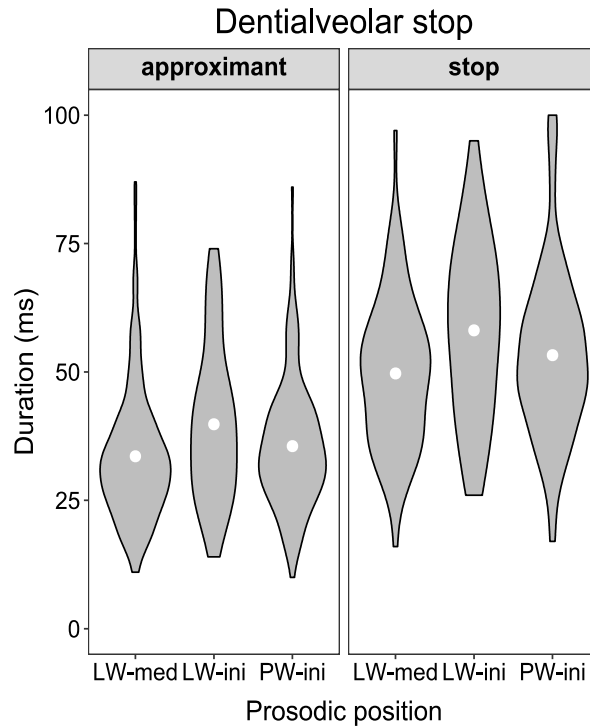 Dentialveolar stop
approximant stop
100
75
50
25
0
Duration (ms)
LW-med LW-ini PW-ini LW-med LW-ini PW-ini
Prosodic position